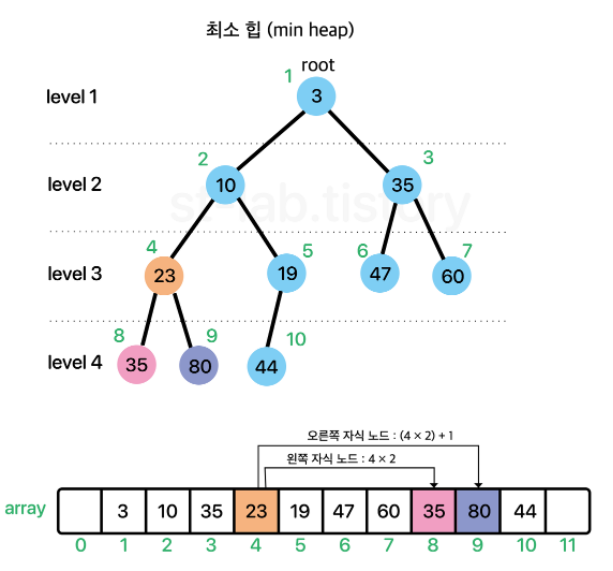 최소 힙 (min heap)
root
1
level 1
3
2
3
level 2
10
35
st-lab.tistory
4
5
6
7
level 3
23
19
47
60
8
9
10
level 4
35
80
44
오른쪽 자식 노드 : (4 × 2) + 1
왼쪽 자식 노드 : 4 × 2
array
3 10 35 23 19 47 60 35 80 44
0 1 2 3 4 5 6 7 8 9 10 11